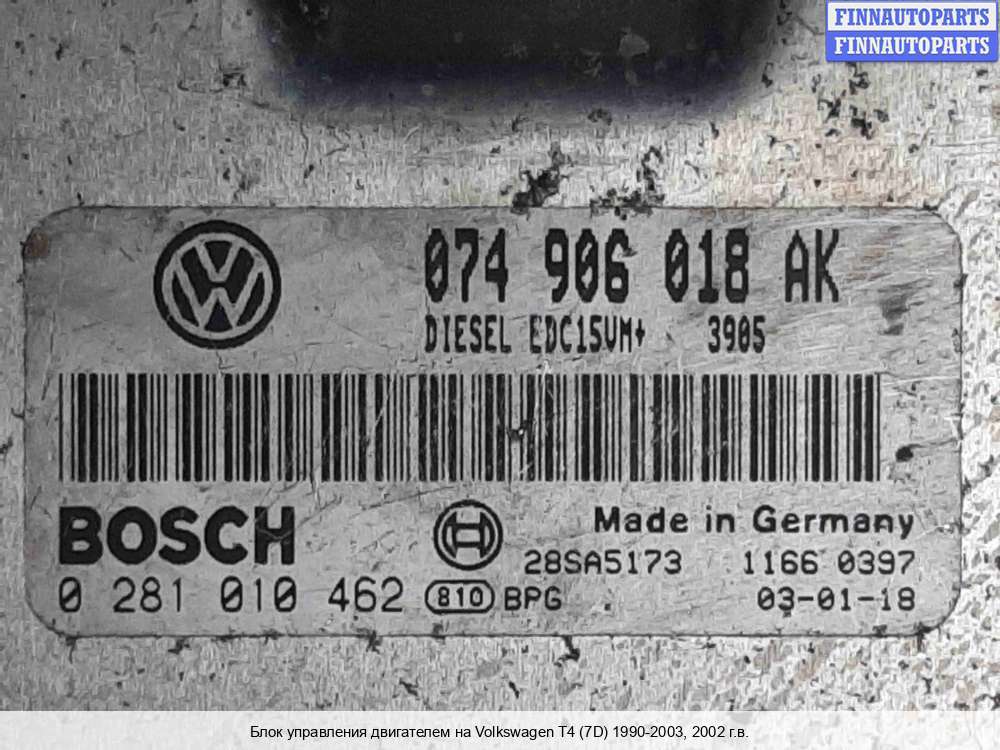 FINNAUTOPARTS
FINNAUTOPARTS
074 906 018 AK
DIESEL EDC15VM+ 3905
BOSCH
Made in Germany
28SA5173 1166 0397
0 281 010 462 810 BPG 03-01-18
Блок управления двигателем на Volkswagen T4 (7D) 1990-2003, 2002 г.в.